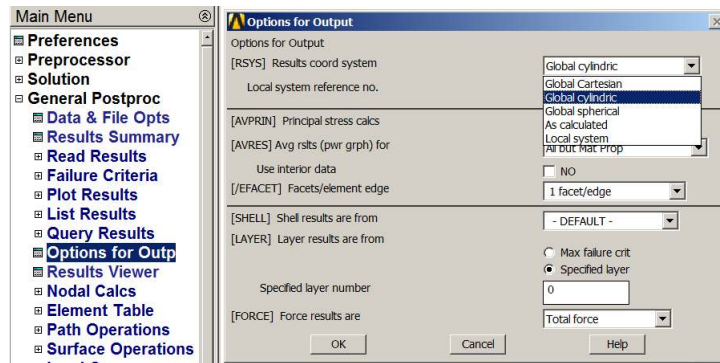 Main Menu
Preferences
Preprocessor
Solution
General Postproc
Data & File Opts
Results Summary
Read Results
Failure Criteria
Plot Results
List Results
Query Results
Options for Outp
Results Viewer
Nodal Calcs
Element Table
Path Operations
Surface Operations
Options for Output
Options for Output
[RSYS] Results coord system
Global cylindric
Global Cartesian
Global cylindric
Global spherical
As calculated
Local system
Local system reference no.
[AVPRIN] Principal stress calcs
[AVRES] Avg rslts (pwr grph) for
All but Mat Prop
Use interior data
NO
[/EFACET] Facets/element edge
1 facet/edge
[SHELL] Shell results are from
- DEFAULT -
[LAYER] Layer results are from
Max failure crit
Specified layer
Specified layer number
0
[FORCE] Force results are
Total force
OK
Cancel
Help